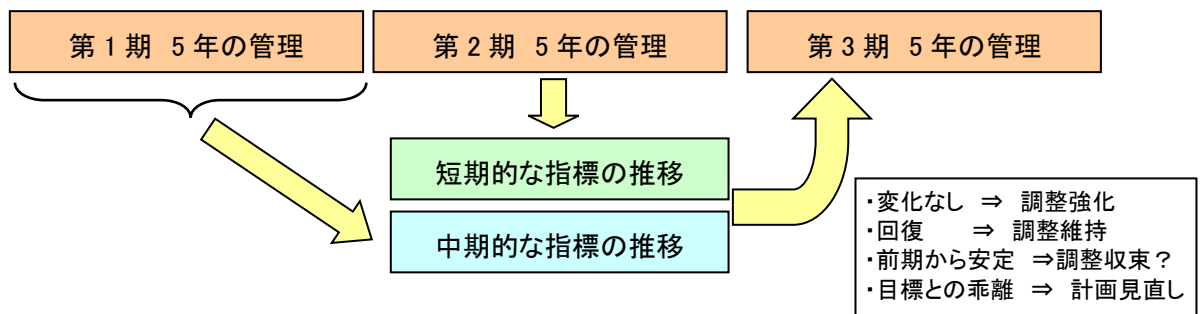 第1期 5年の管理
第2期 5年の管理
第3期 5年の管理
短期的な指標の推移
中期的な指標の推移
・変化なし ⇒ 調整強化
・回復 ⇒ 調整維持
・前期から安定 ⇒調整収束？
・目標との乖離 ⇒ 計画見直し